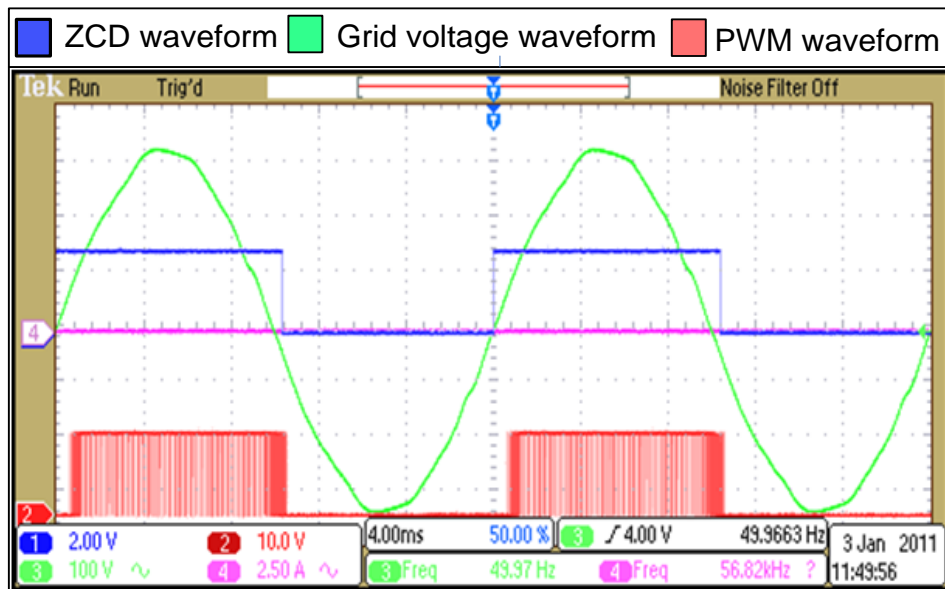 ZCD waveform Grid voltage waveform PWM waveform
Tek Run Trig'd Noise Filter Off
T
T
4
2
1 2.00 V 2 10.0 V 4.00ms 50.00 % 3 4.00 V 49.9663 Hz 3 Jan 2011
3 100 V 4 2.50 A 3 Freq 49.97 Hz 4 Freq 56.82kHz ? 11:49:56